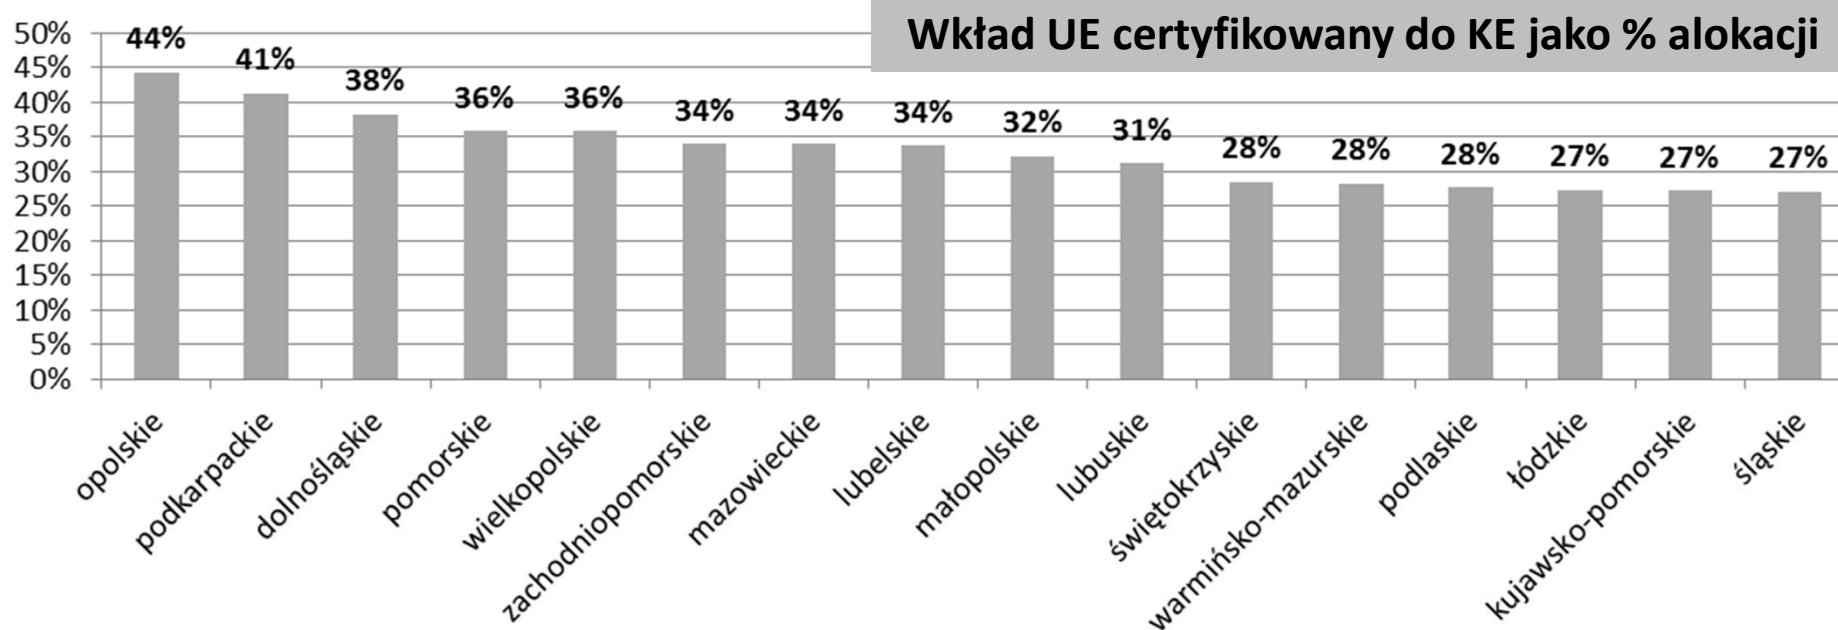 Wkład UE certyfikowany do KE jako % alokacji
50%
45%
40%
35%
30%
25%
20%
15%
10%
5%
0%
44%
41%
38%
36%
36%
34%
34%
34%
32%
31%
28%
28%
28%
27%
27%
27%
opolskie
podkarpackie
dolnośląskie
pomorskie
wielkopolskie
zachodniopomorskie
mazowieckie
lubelskie
małopolskie
lubuskie
świętokrzyskie
warmińsko-mazurskie
podlaskie
łódzkie
kujawsko-pomorskie
śląskie